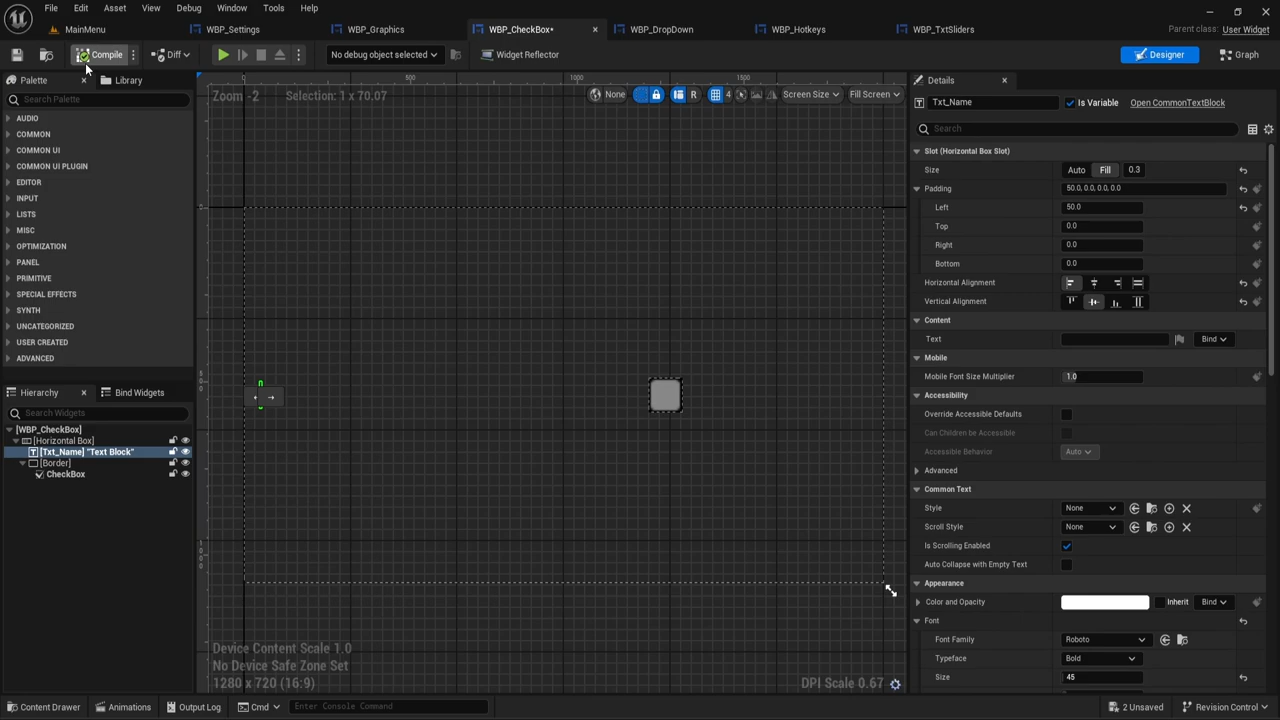 File Edit Asset View Debug Window Tools Help
MainMenu WBP_Settings WBP_Graphics WBP_CheckBox* WBP_DropDown WBP_Hotkeys WBP_TxtSliders Parent class: User Widget
Compile Diff No debug object selected Widget Reflector Designer Graph
Palette Library
Search Palette
AUDIO
COMMON
COMMON UI
COMMON UI PLUGIN
EDITOR
INPUT
LISTS
MISC
OPTIMIZATION
PANEL
PRIMITIVE
SPECIAL EFFECTS
SYNTH
UNCATEGORIZED
USER CREATED
ADVANCED
Hierarchy Bind Widgets
Search Widgets
[WBP_CheckBox]
[Horizontal Box]
[Txt_Name] "Text Block"
[Border]
CheckBox
0 500 1000 1500
Zoom -2 Selection: 1 x 70.07 None R 4 Screen Size Fill Screen
0
5
0
1
0
0
Device Content Scale 1.0
No Device Safe Zone Set
1280 x 720 (16:9) DPI Scale 0.67
Details
Txt_Name Is Variable Open CommonTextBlock
Search
Slot (Horizontal Box Slot)
Size Auto Fill 0.3
Padding 50.0, 0.0, 0.0, 0.0
Left 50.0
Top 0.0
Right 0.0
Bottom 0.0
Horizontal Alignment
Vertical Alignment
Content
Text Bind
Mobile
Mobile Font Size Multiplier 1.0
Accessibility
Override Accessible Defaults
Can Children be Accessible
Accessible Behavior Auto
Advanced
Common Text
Style None
Scroll Style None
Is Scrolling Enabled
Auto Collapse with Empty Text
Appearance
Color and Opacity Inherit Bind
Font
Font Family Roboto
Typeface Bold
Size 45
Content Drawer Animations Output Log Cmd Enter Console Command 2 Unsaved Revision Control